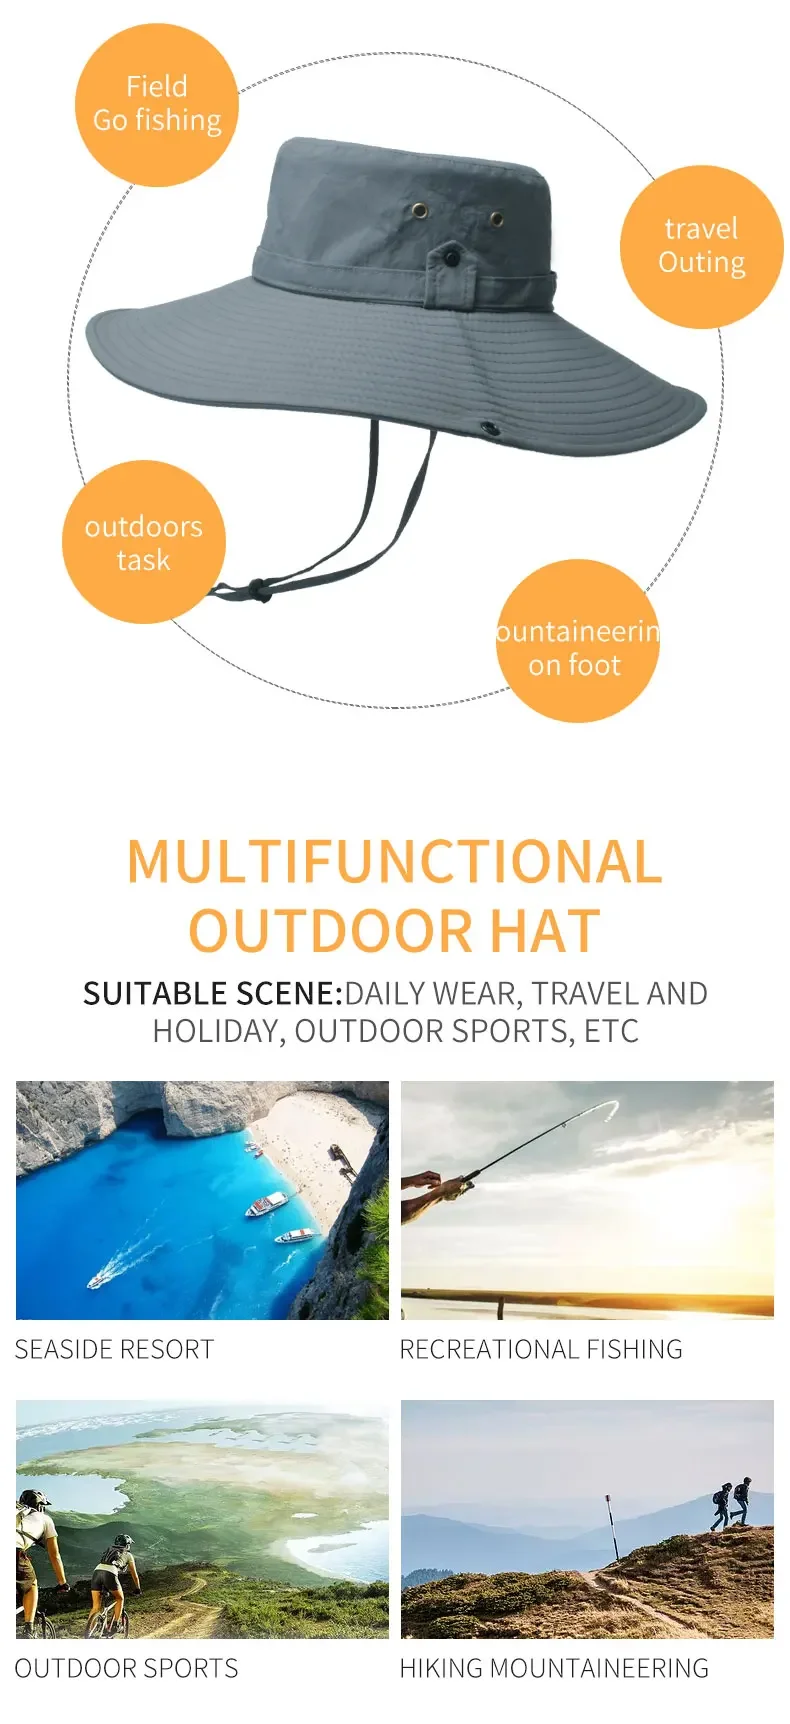 Field
Go fishing
travel
Outing
outdoors
task
ountaineerin
on foot
MULTIFUNCTIONAL
OUTDOOR HAT
SUITABLE SCENE:DAILY WEAR, TRAVEL AND
HOLIDAY, OUTDOOR SPORTS, ETC
SEASIDE RESORT
RECREATIONAL FISHING
OUTDOOR SPORTS
HIKING MOUNTAINEERING